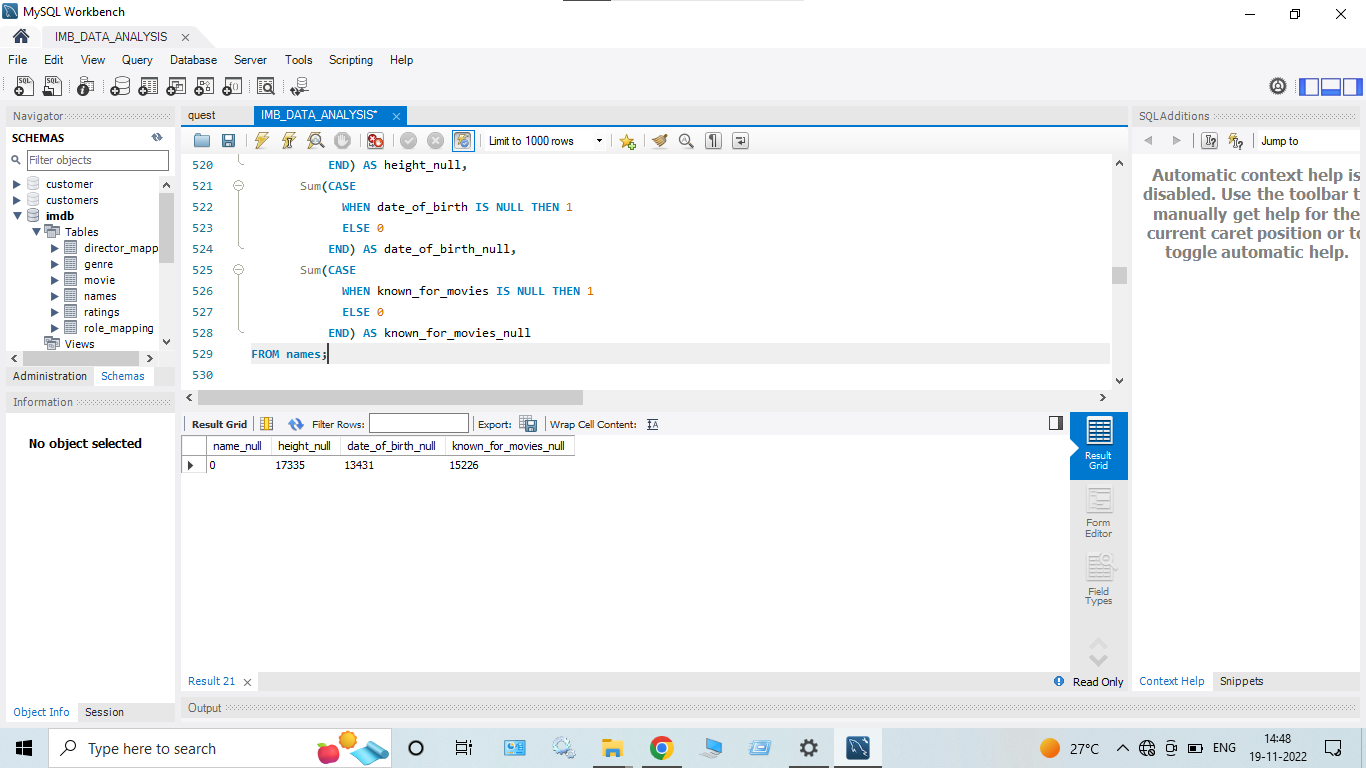 MySQL Workbench
IMB_DATA_ANALYSIS
File Edit View Query Database Server Tools Scripting Help
Navigator
SCHEMAS
Filter objects
customer
customers
imdb
Tables
director_mapp
genre
movie
names
ratings
role_mapping
Views
Administration Schemas
Information
No object selected
Object Info Session
quest IMB_DATA_ANALYSIS*
Limit to 1000 rows
520 END) AS height_null,
521 Sum(CASE
522 WHEN date_of_birth IS NULL THEN 1
523 ELSE 0
524 END) AS date_of_birth_null,
525 Sum(CASE
526 WHEN known_for_movies IS NULL THEN 1
527 ELSE 0
528 END) AS known_for_movies_null
529 FROM names;
530
Result Grid Filter Rows: Export: Wrap Cell Content:
name_null height_null date_of_birth_null known_for_movies_null
0 17335 13431 15226
Result Grid
Form Editor
Field Types
Result 21
Read Only
Output
SQLAdditions
Jump to
Automatic context help is
disabled. Use the toolbar t
manually get help for the
current caret position or to
toggle automatic help.
Context Help Snippets
Type here to search
27°C
ENG
14:48
19-11-2022